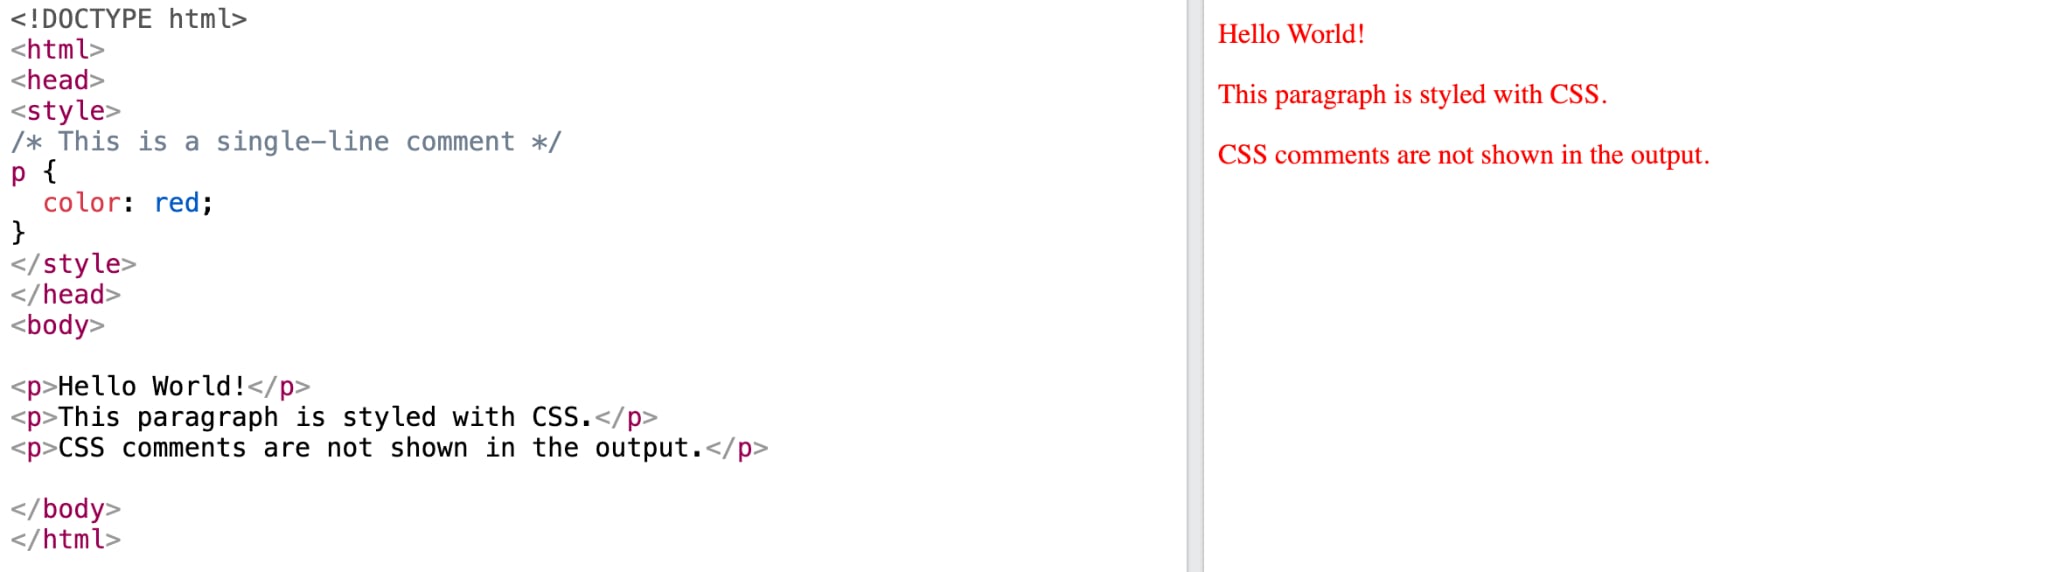 <!DOCTYPE html>
<html>
<head>
<style>
/* This is a single-line comment */
p {
  color: red;
}
</style>
</head>
<body>

<p>Hello World!</p>
<p>This paragraph is styled with CSS.</p>
<p>CSS comments are not shown in the output.</p>

</body>
</html>
Hello World!
This paragraph is styled with CSS.
CSS comments are not shown in the output.